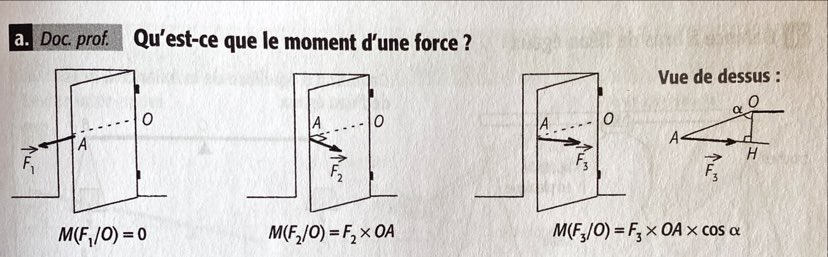 a. Doc. prof. Qu'est-ce que le moment d'une force ?
Vue de dessus :
O
A
F₁
M(F₁/O) = 0
A
O
F₂
M(F₂/O) = F₂ × OA
A
O
F₃
O
α
A
H
F₃
M(F₃/O) = F₃ × OA × cos α